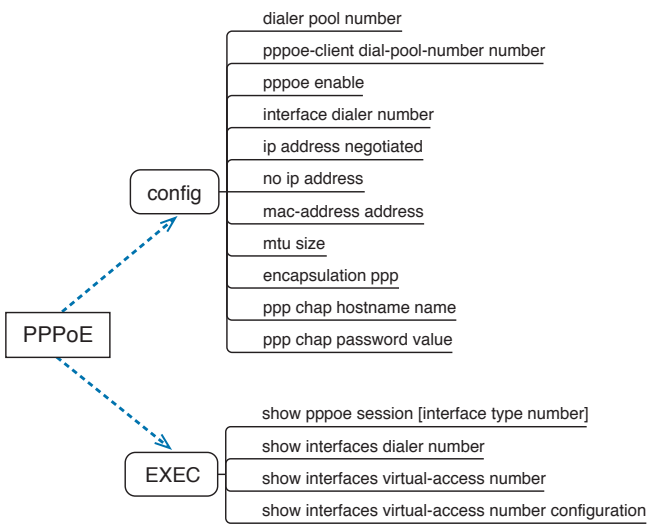 dialer pool number
pppoe-client dial-pool-number number
pppoe enable
interface dialer number
ip address negotiated
no ip address
config
mac-address address
mtu size
encapsulation ppp
ppp chap hostname name
PPPoE
ppp chap password value
show pppoe session [interface type number]
show interfaces dialer number
EXEC
show interfaces virtual-access number
show interfaces virtual-access number configuration